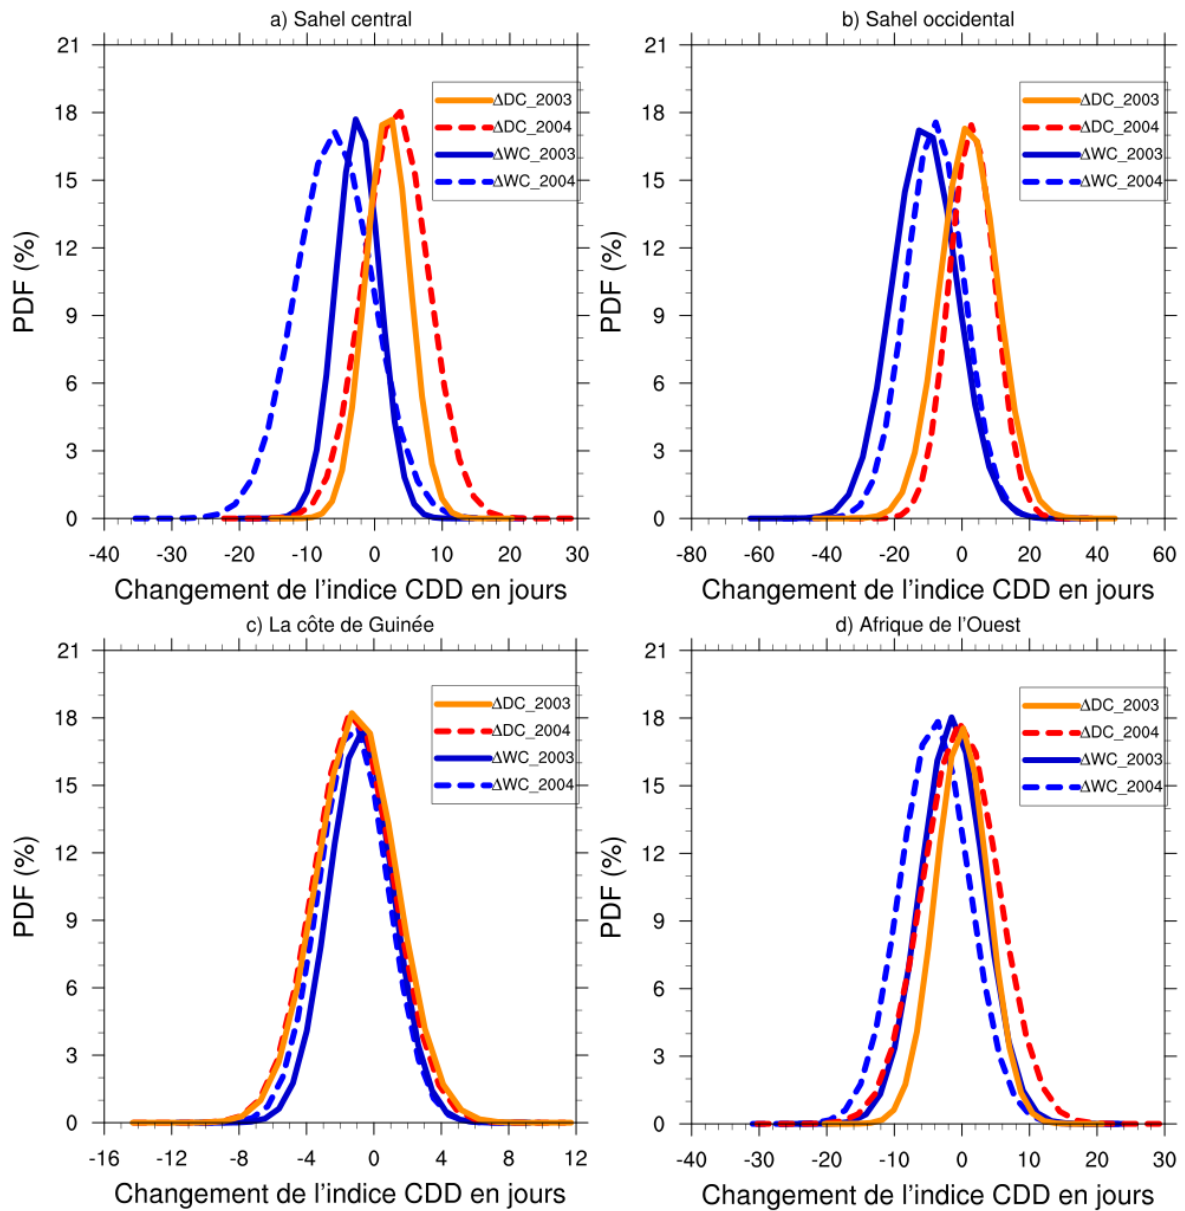 a) Sahel central
21
18
15
12
9
6
3
0
PDF (%)
ΔDC_2003
ΔDC_2004
ΔWC_2003
ΔWC_2004
-40 -30 -20 -10 0 10 20 30
Changement de l'indice CDD en jours
b) Sahel occidental
21
18
15
12
9
6
3
0
PDF (%)
ΔDC_2003
ΔDC_2004
ΔWC_2003
ΔWC_2004
-80 -60 -40 -20 0 20 40 60
Changement de l'indice CDD en jours
c) La côte de Guinée
21
18
15
12
9
6
3
0
PDF (%)
ΔDC_2003
ΔDC_2004
ΔWC_2003
ΔWC_2004
-16 -12 -8 -4 0 4 8 12
Changement de l'indice CDD en jours
d) Afrique de l'Ouest
21
18
15
12
9
6
3
0
PDF (%)
ΔDC_2003
ΔDC_2004
ΔWC_2003
ΔWC_2004
-40 -30 -20 -10 0 10 20 30
Changement de l'indice CDD en jours